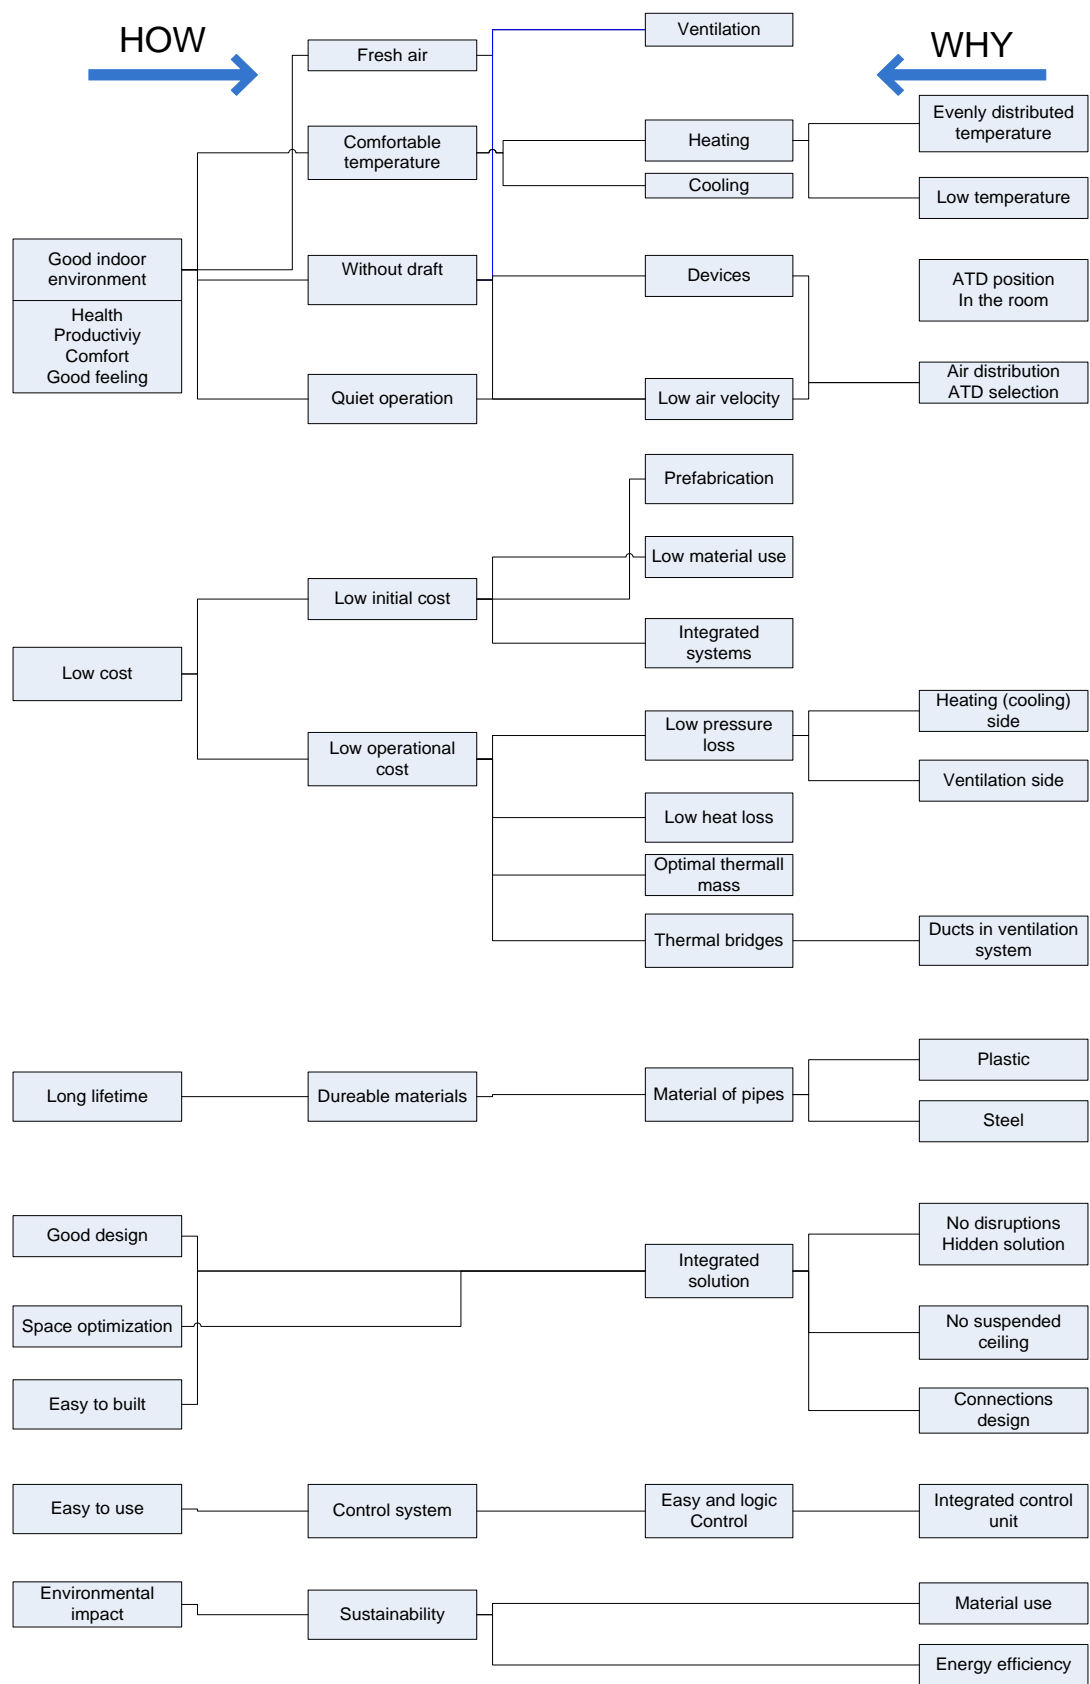 HOW
WHY
Fresh air
Ventilation
Comfortable
temperature
Heating
Cooling
Evenly distributed
temperature
Low temperature
Good indoor
environment
Health
Productiviy
Comfort
Good feeling
Without draft
Devices
ATD position
In the room
Quiet operation
Low air velocity
Air distribution
ATD selection
Prefabrication
Low material use
Low initial cost
Integrated
systems
Low cost
Low operational
cost
Low pressure
loss
Heating (cooling)
side
Ventilation side
Low heat loss
Optimal thermall
mass
Thermal bridges
Ducts in ventilation
system
Long lifetime
Dureable materials
Material of pipes
Plastic
Steel
Good design
Space optimization
Easy to built
Integrated
solution
No disruptions
Hidden solution
No suspended
ceiling
Connections
design
Easy to use
Control system
Easy and logic
Control
Integrated control
unit
Environmental
impact
Sustainability
Material use
Energy efficiency